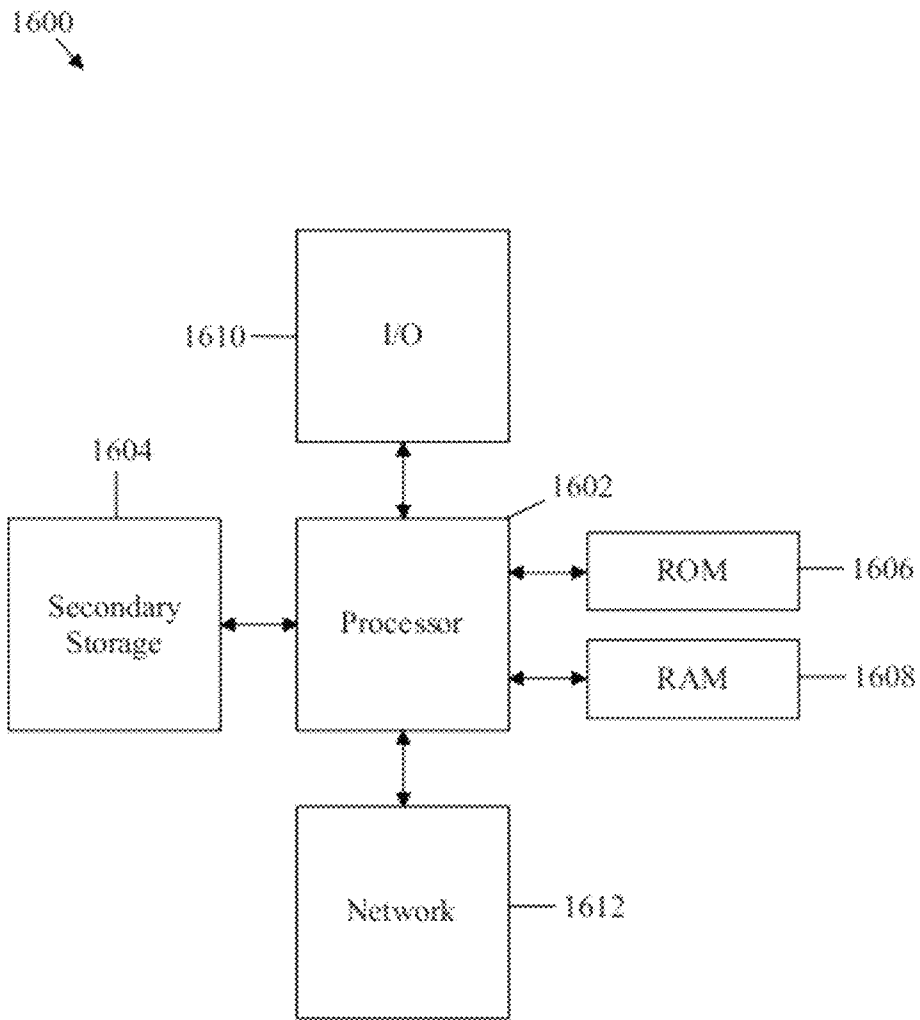 1600
I/O
1610
1604
1602
Secondary
Storage
Processor
ROM
1606
RAM
1608
Network
1612